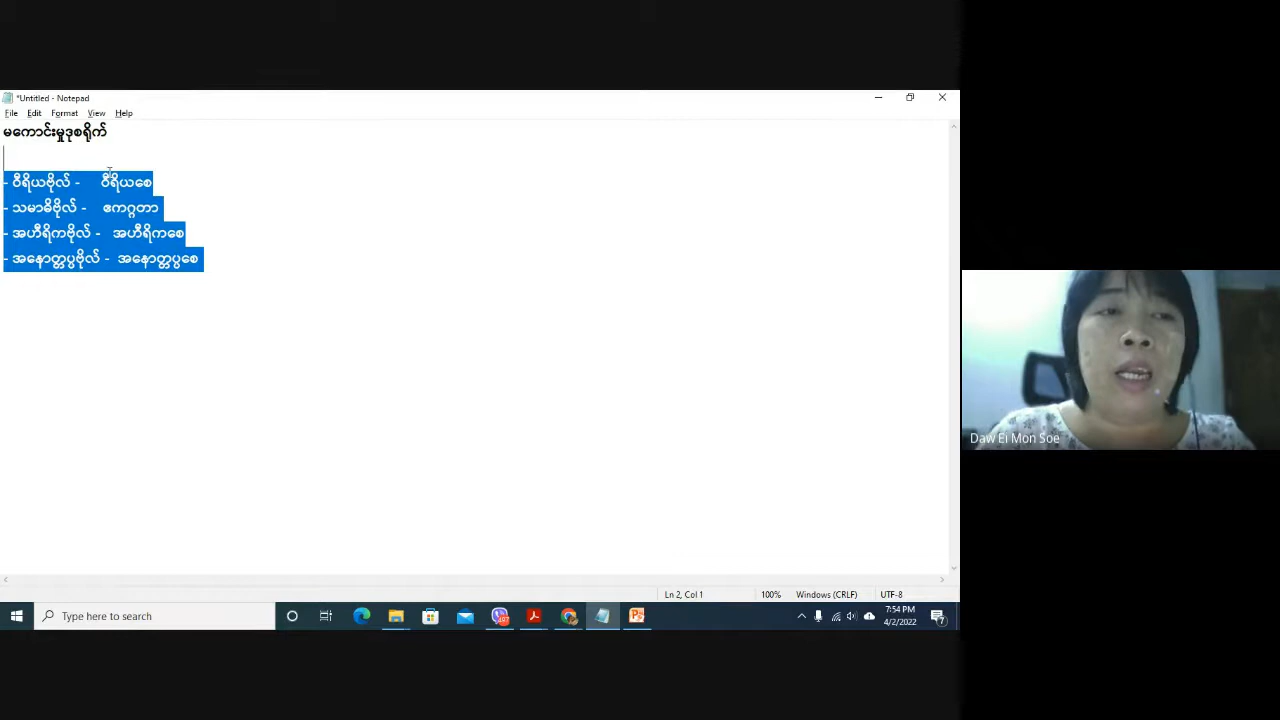 *Untitled - Notepad
File Edit Format View Help
မကောင်းမှုဒုစရိုက်
- ဝီရိယဗိုလ် - ဝီရိယစေ
- သမာဓိဗိုလ် - ဧကဂ္ဂတာ
- အဟီရိကဗိုလ် - အဟီရိကစေ
- အနောတ္တပ္ပဗိုလ် - အနောတ္တပ္ပစေ
Daw Ei Mon Soe
Ln 2, Col 1 100% Windows (CRLF) UTF-8
Type here to search
7:54 PM
4/2/2022